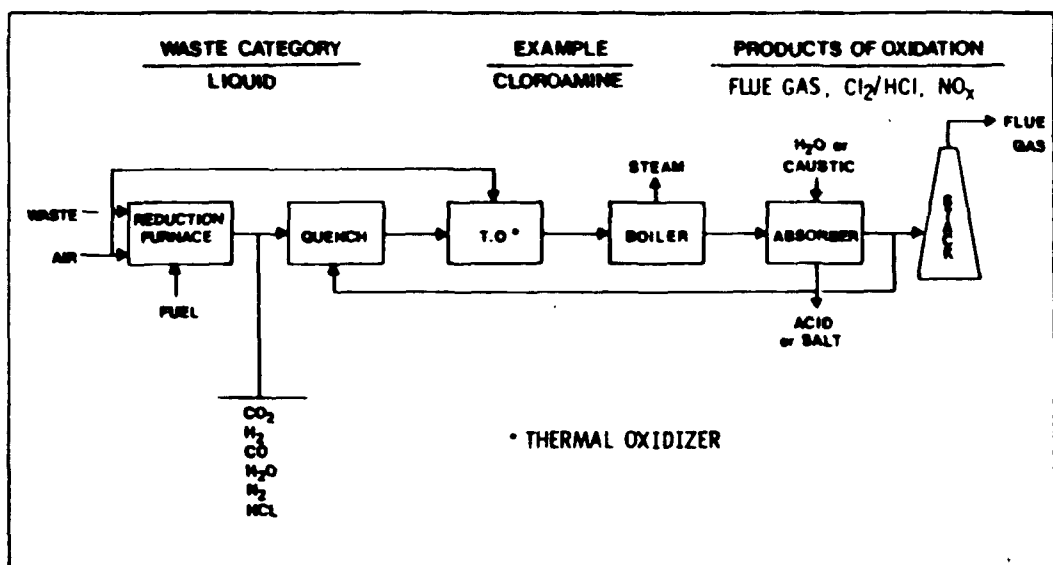 WASTE CATEGORY
LIQUID
EXAMPLE
CLOROAMINE
PRODUCTS OF OXIDATION
FLUE GAS, Cl₂/HCl, NOₓ
FLUE
GAS
STEAM
H₂O or
CAUSTIC
WASTE
AIR
REDUCTION
FURNACE
QUENCH
T.O*
BOILER
ABSORBER
STACK
FUEL
ACID
or SALT
CO₂
H₂
CO
H₂O
N₂
HCL
* THERMAL OXIDIZER